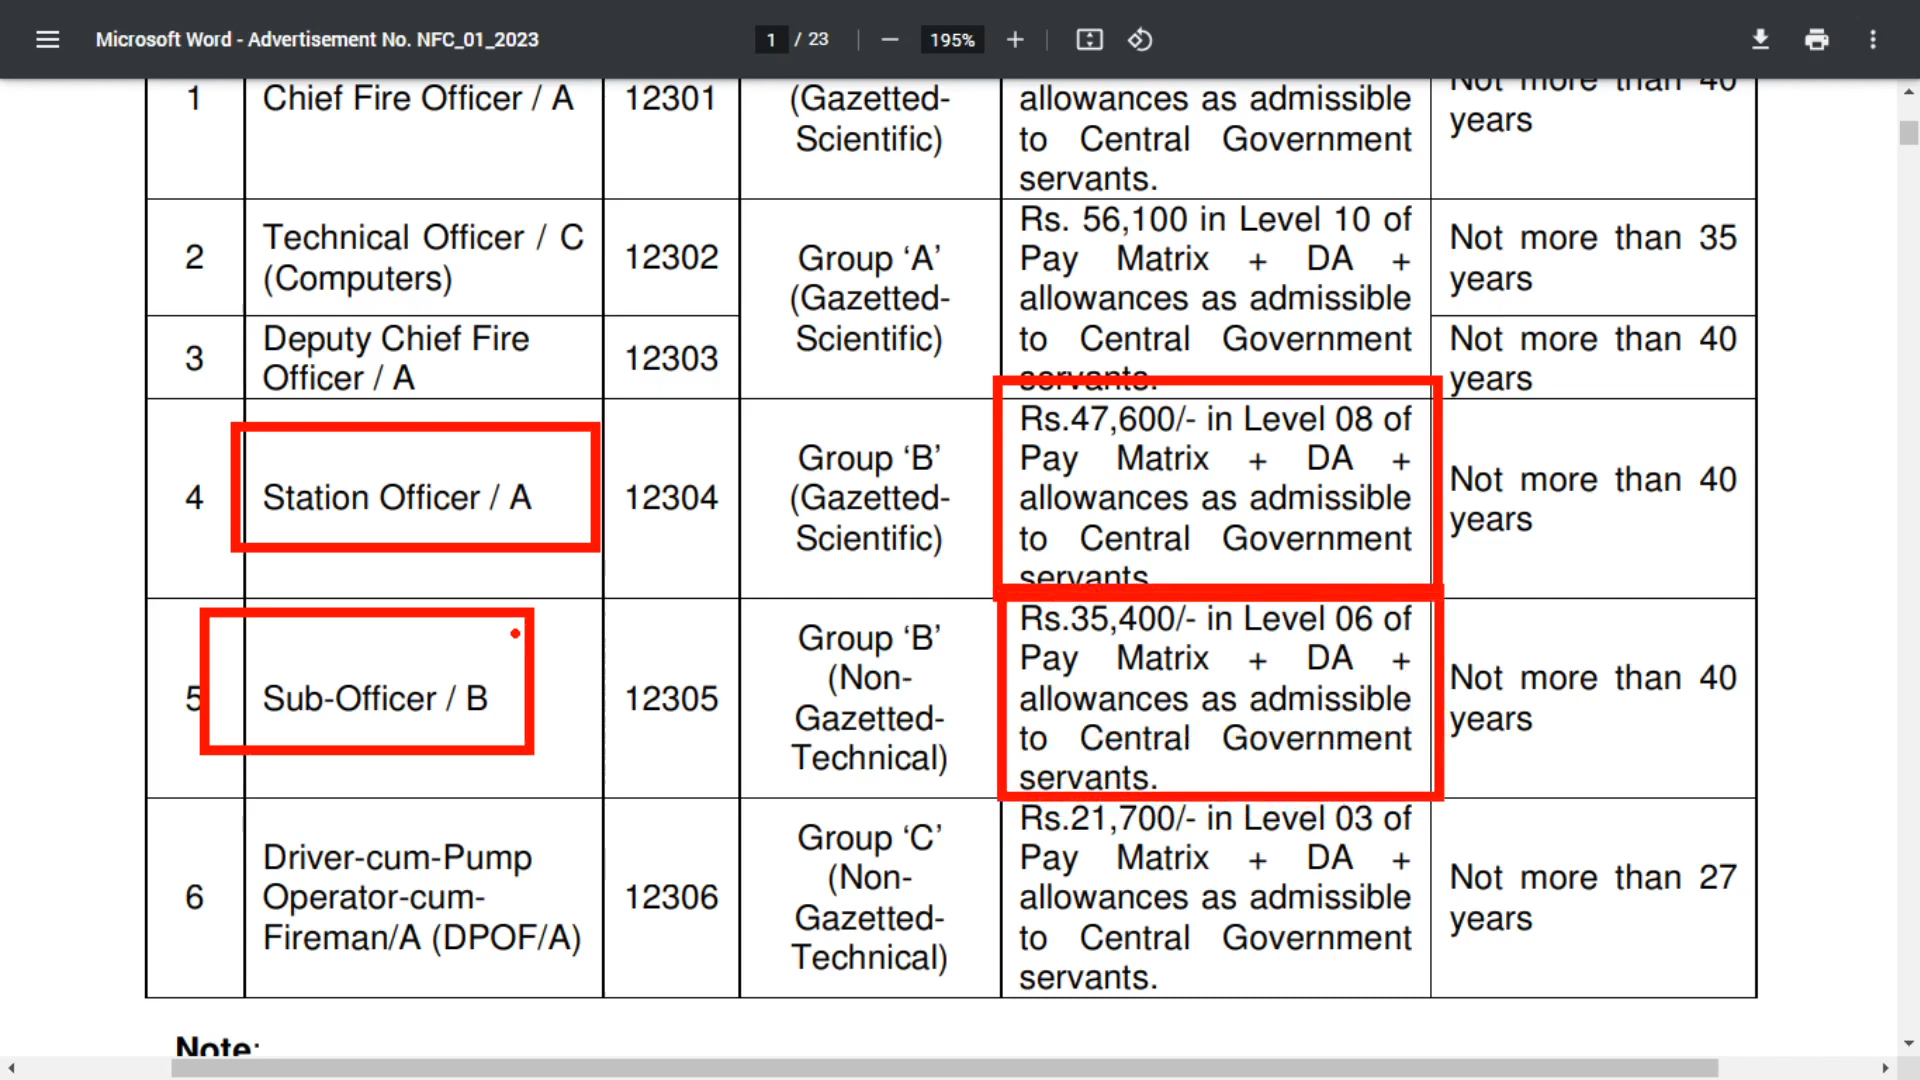 Microsoft Word - Advertisement No. NFC_01_2023
1 / 23
195%
1
Chief Fire Officer / A
12301
(Gazetted-
Scientific)
allowances as admissible
to Central Government
servants.
Not more than 40
years
2
Technical Officer / C
(Computers)
12302
Group ‘A’
(Gazetted-
Scientific)
Rs. 56,100 in Level 10 of
Pay Matrix + DA +
allowances as admissible
to Central Government
servants.
Not more than 35
years
3
Deputy Chief Fire
Officer / A
12303
Not more than 40
years
4
Station Officer / A
12304
Group ‘B’
(Gazetted-
Scientific)
Rs.47,600/- in Level 08 of
Pay Matrix + DA +
allowances as admissible
to Central Government
servants
Not more than 40
years
5
Sub-Officer / B
12305
Group ‘B’
(Non-
Gazetted-
Technical)
Rs.35,400/- in Level 06 of
Pay Matrix + DA +
allowances as admissible
to Central Government
servants.
Not more than 40
years
6
Driver-cum-Pump
Operator-cum-
Fireman/A (DPOF/A)
12306
Group ‘C’
(Non-
Gazetted-
Technical)
Rs.21,700/- in Level 03 of
Pay Matrix + DA +
allowances as admissible
to Central Government
servants.
Not more than 27
years
Note: